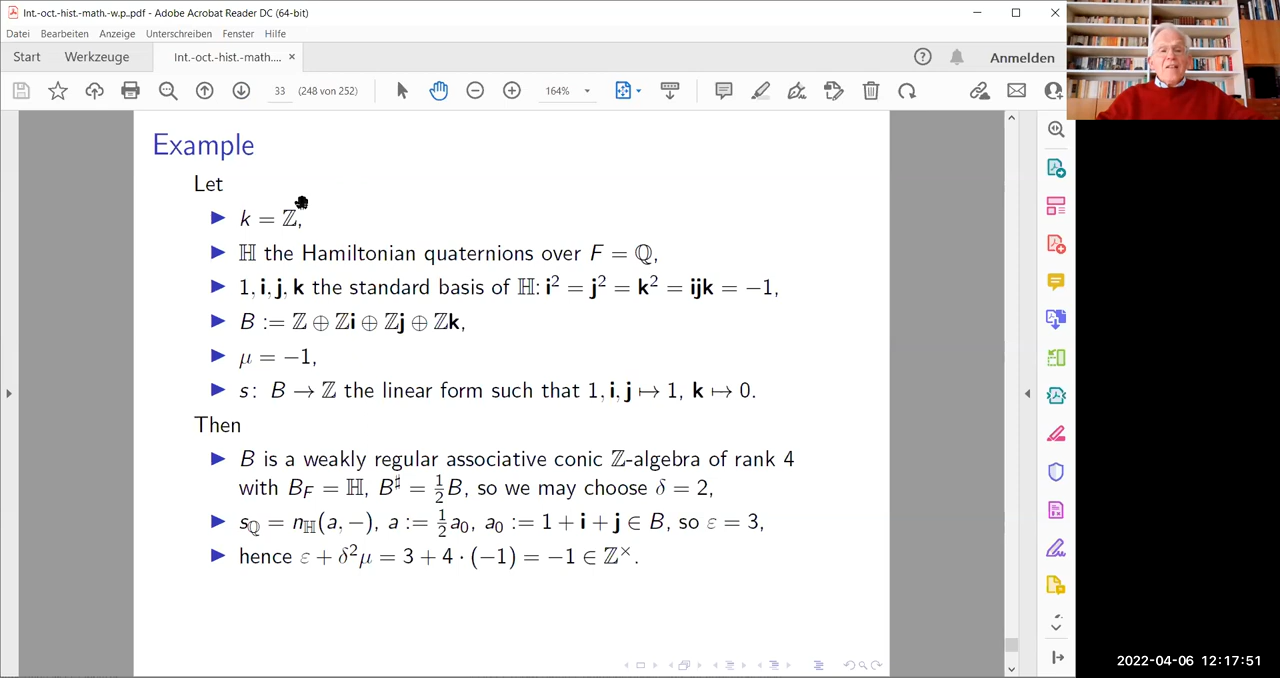 Int.-oct.-hist.-math.-w.p..pdf - Adobe Acrobat Reader DC (64-bit)
Datei Bearbeiten Anzeige Unterschreiben Fenster Hilfe
Start Werkzeuge Int.-oct.-hist.-math.... × Anmelden
33 (248 von 252) 164%
Example
Let
▶ k = ℤ,
▶ ℍ the Hamiltonian quaternions over F = ℚ,
▶ 1, i, j, k the standard basis of ℍ: i² = j² = k² = ijk = −1,
▶ B := ℤ ⊕ ℤi ⊕ ℤj ⊕ ℤk,
▶ μ = −1,
▶ s: B → ℤ the linear form such that 1, i, j ↦ 1, k ↦ 0.
Then
▶ B is a weakly regular associative conic ℤ-algebra of rank 4
with B_F = ℍ, B^♯ = ½B, so we may choose δ = 2,
▶ s_ℚ = n_ℍ(a, −), a := ½a₀, a₀ := 1 + i + j ∈ B, so ε = 3,
▶ hence ε + δ²μ = 3 + 4 · (−1) = −1 ∈ ℤ^×.
2022-04-06 12:17:51